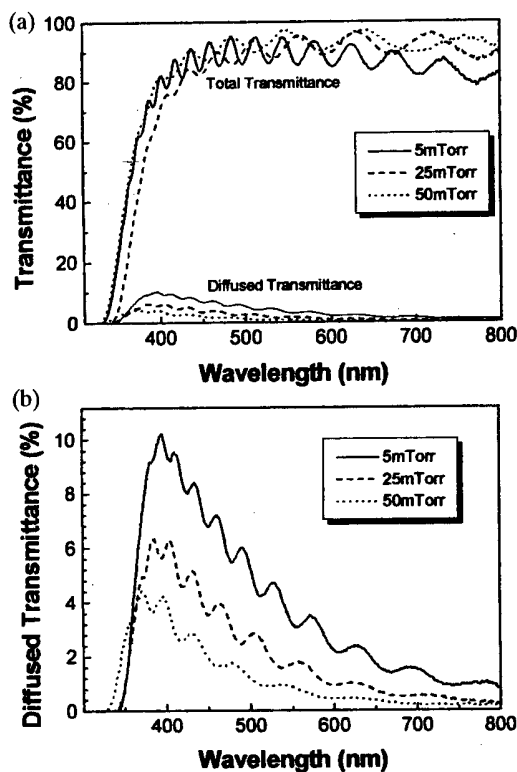 (a)
100
80
60
40
20
0
Transmittance (%)
Total Transmittance
5mTorr
25mTorr
50mTorr
Diffused Transmittance
400 500 600 700 800
Wavelength (nm)
(b)
10
8
6
4
2
0
Diffused Transmittance (%)
5mTorr
25mTorr
50mTorr
400 500 600 700 800
Wavelength (nm)